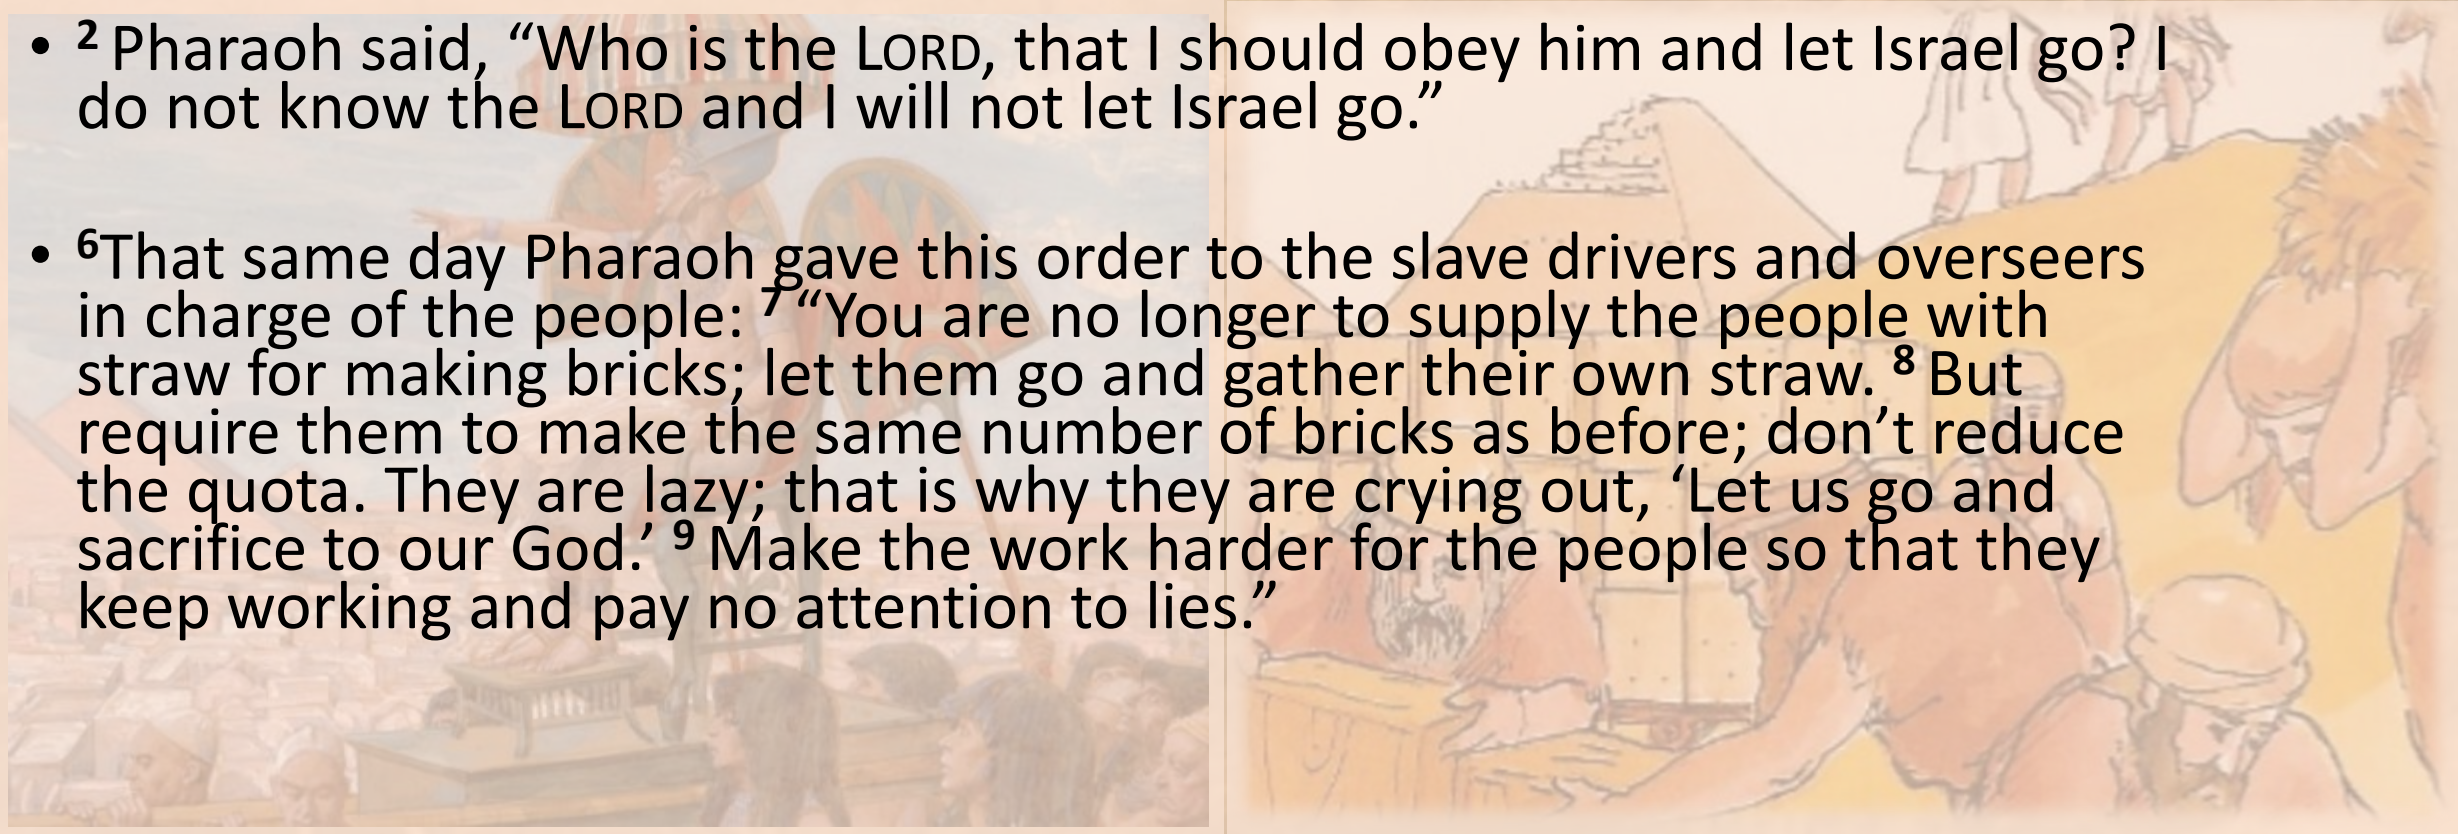 • ² Pharaoh said, “Who is the LORD, that I should obey him and let Israel go? I
do not know the LORD and I will not let Israel go.”
• ⁶That same day Pharaoh gave this order to the slave drivers and overseers
in charge of the people: ⁷ “You are no longer to supply the people with
straw for making bricks; let them go and gather their own straw. ⁸ But
require them to make the same number of bricks as before; don’t reduce
the quota. They are lazy; that is why they are crying out, ‘Let us go and
sacrifice to our God.’ ⁹ Make the work harder for the people so that they
keep working and pay no attention to lies.”